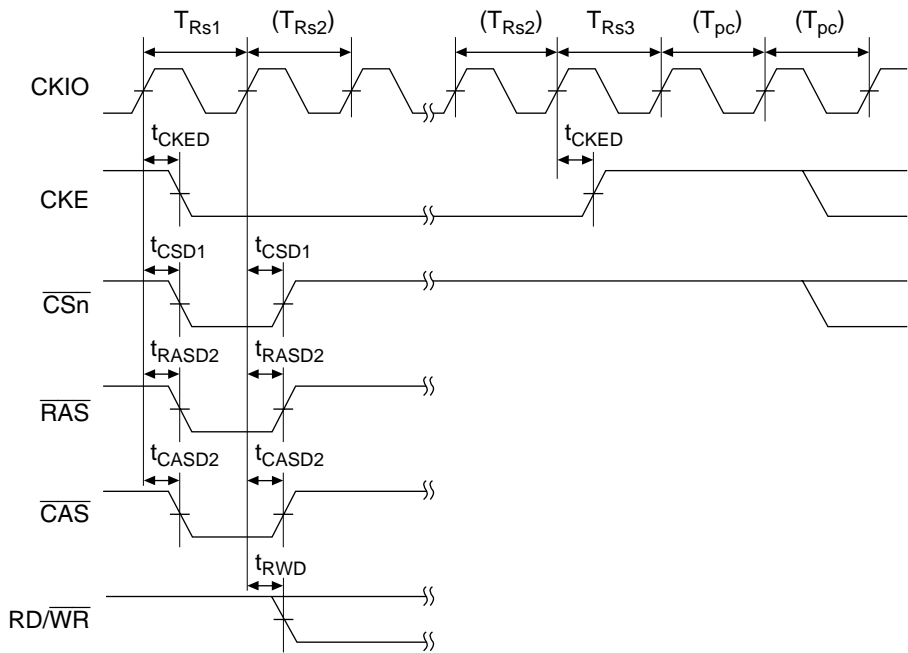 TRs1 (TRs2) (TRs2) TRs3 (Tpc) (Tpc)
CKIO
tCKED tCKED
CKE
tCSD1 tCSD1
CSn
tRASD2 tRASD2
RAS
tCASD2 tCASD2
CAS
tRWD
RD/WR